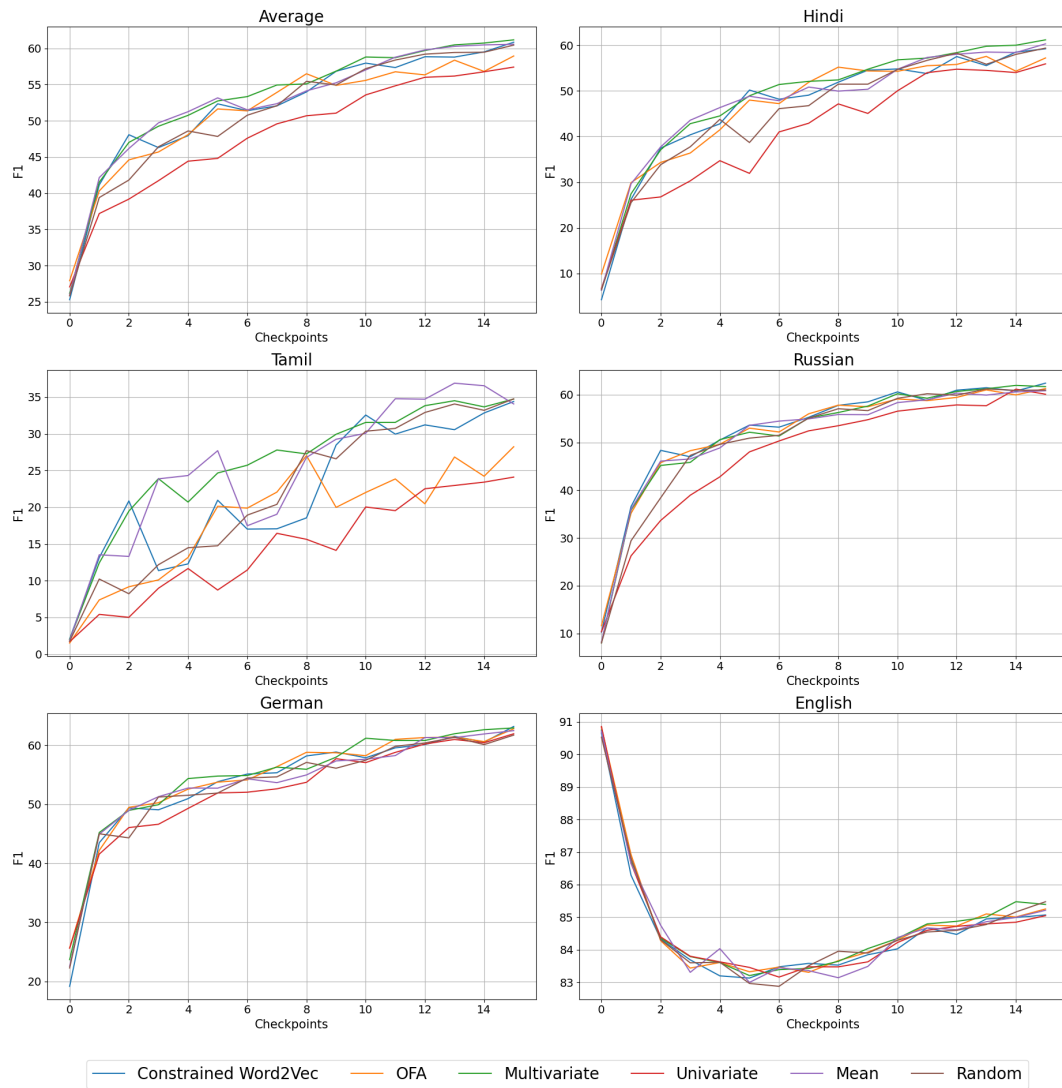 Average
F1
60
55
50
45
40
35
30
25
0 2 4 6 8 10 12 14
Checkpoints
Hindi
F1
60
50
40
30
20
10
0 2 4 6 8 10 12 14
Checkpoints
Tamil
F1
35
30
25
20
15
10
5
0
0 2 4 6 8 10 12 14
Checkpoints
Russian
F1
60
50
40
30
20
10
0 2 4 6 8 10 12 14
Checkpoints
German
F1
60
50
40
30
20
0 2 4 6 8 10 12 14
Checkpoints
English
F1
91
90
89
88
87
86
85
84
83
0 2 4 6 8 10 12 14
Checkpoints
Constrained Word2Vec OFA Multivariate Univariate Mean Random